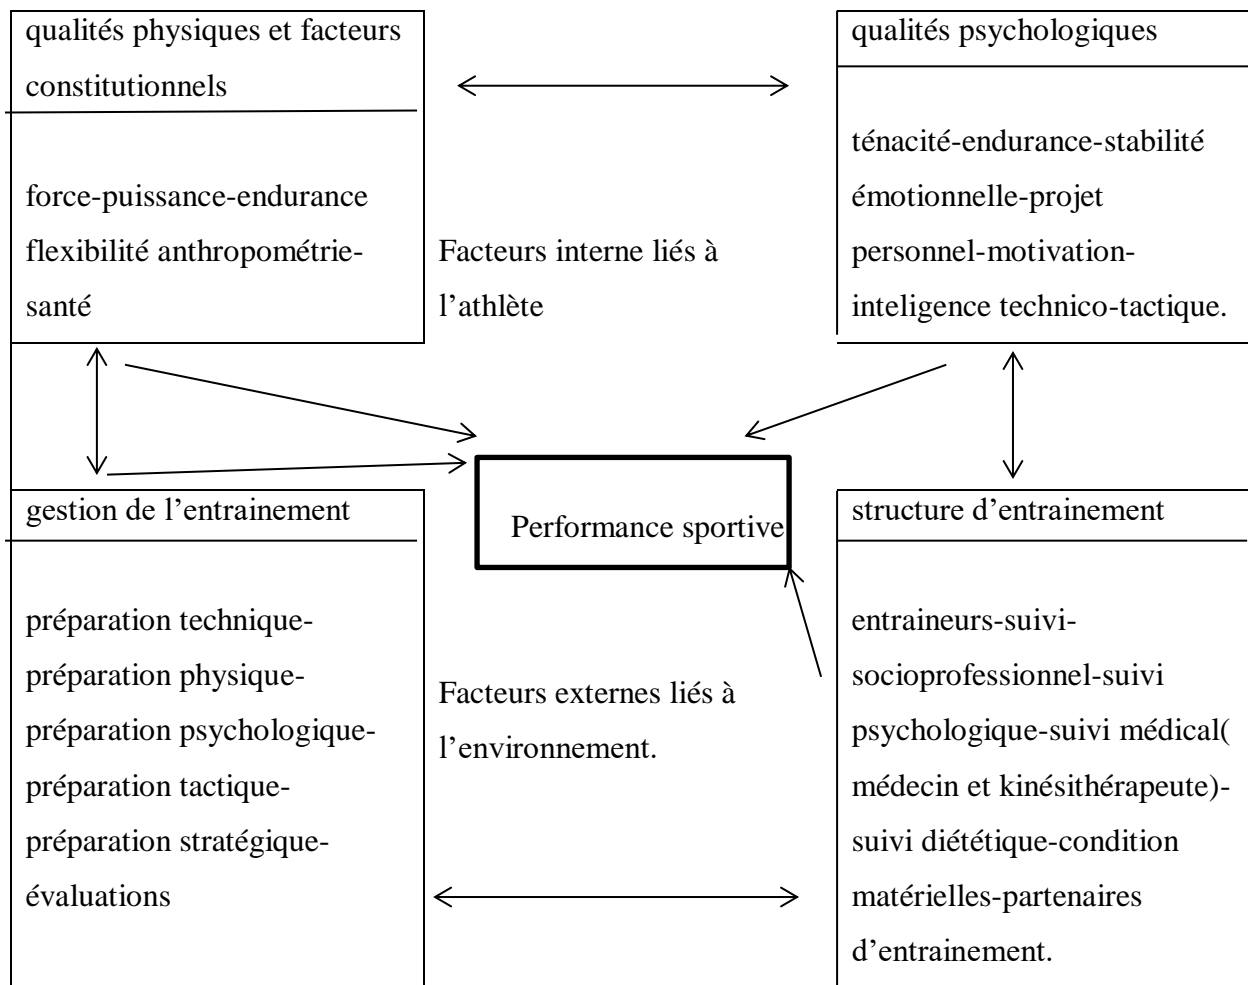 qualités physiques et facteurs
constitutionnels
force-puissance-endurance
flexibilité anthropométrie-
santé
Facteurs interne liés à
l’athlète
qualités psychologiques
ténacité-endurance-stabilité
émotionnelle-projet
personnel-motivation-
inteligence technico-tactique.
Performance sportive
gestion de l’entrainement
préparation technique-
préparation physique-
préparation psychologique-
préparation tactique-
préparation stratégique-
évaluations
Facteurs externes liés à
l’environnement.
structure d’entrainement
entraineurs-suivi-
socioprofessionnel-suivi
psychologique-suivi médical(
médecin et kinésithérapeute)-
suivi diététique-condition
matérielles-partenaires
d’entrainement.